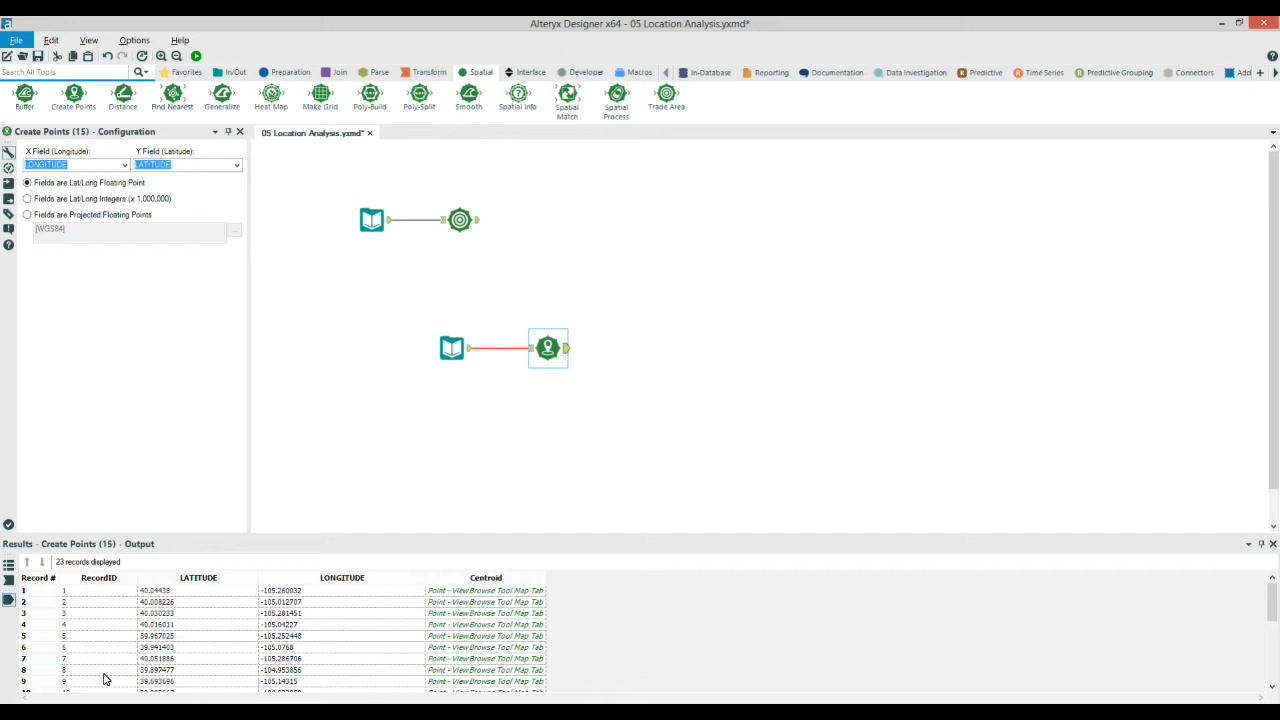 Alteryx Designer x64 - 05 Location Analysis.yxmd*
File Edit View Options Help
Search All Tools Favorites In/Out Preparation Join Parse Transform Spatial Interface Developer Macros In-Database Reporting Documentation Data Investigation Predictive Time Series Predictive Grouping Connectors Add
Buffer Create Points Distance Find Nearest Generalize Heat Map Make Grid Poly-Build Poly-Split Smooth Spatial Info Spatial Match Spatial Process Trade Area
Create Points (15) - Configuration
05 Location Analysis.yxmd*
X Field (Longitude): Y Field (Latitude):
LONGITUDE LATITUDE
Fields are Lat/Long Floating Point
Fields are Lat/Long Integers (x 1,000,000)
Fields are Projected Floating Points
[WGS84] ...
Results - Create Points (15) - Output
23 records displayed
Record # RecordID LATITUDE LONGITUDE Centroid
1 1 40.04438 -105.260032 Point - View Browse Tool Map Tab
2 2 40.008226 -105.012707 Point - View Browse Tool Map Tab
3 3 40.030233 -105.281451 Point - View Browse Tool Map Tab
4 4 40.016011 -105.04227 Point - View Browse Tool Map Tab
5 5 39.967025 -105.252448 Point - View Browse Tool Map Tab
6 6 39.941403 -105.0768 Point - View Browse Tool Map Tab
7 7 40.051886 -105.286706 Point - View Browse Tool Map Tab
8 8 39.897477 -104.953856 Point - View Browse Tool Map Tab
9 9 39.693696 -105.14315 Point - View Browse Tool Map Tab